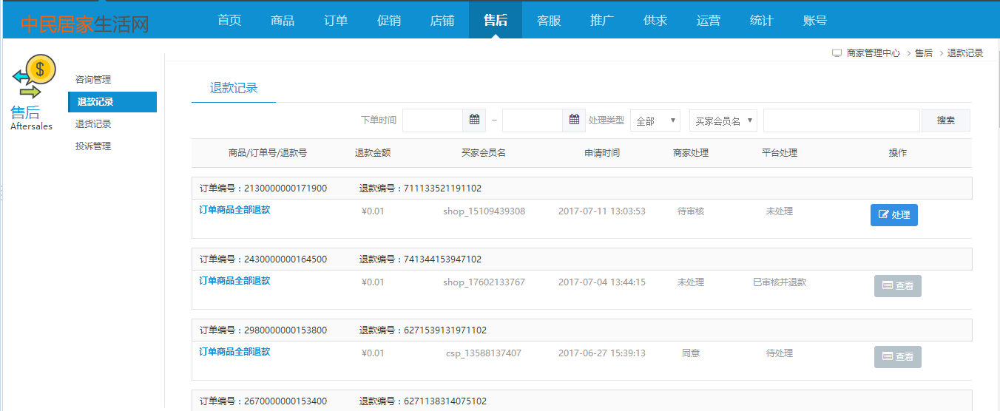 中民居家生活网
首页 商品 订单 促销 店铺 售后 客服 推广 供求 运营 统计 账号
商家管理中心 > 售后 > 退款记录
售后
Aftersales
咨询管理
退款记录
退货记录
投诉管理
退款记录
下单时间 – 处理类型 全部 买家会员名 搜索
商品/订单号/退款号 退款金额 买家会员名 申请时间 商家处理 平台处理 操作
订单编号：2130000000171900 退款编号：711133521191102
订单商品全部退款 ¥0.01 shop_15109439308 2017-07-11 13:03:53 待审核 未处理 处理
订单编号：2430000000164500 退款编号：741344153947102
订单商品全部退款 ¥0.01 shop_17602133767 2017-07-04 13:44:15 未处理 已审核并退款 查看
订单编号：2980000000153800 退款编号：6271539131971102
订单商品全部退款 ¥0.01 csp_13588137407 2017-06-27 15:39:13 同意 待处理 查看
订单编号：2670000000153400 退款编号：6271138314075102